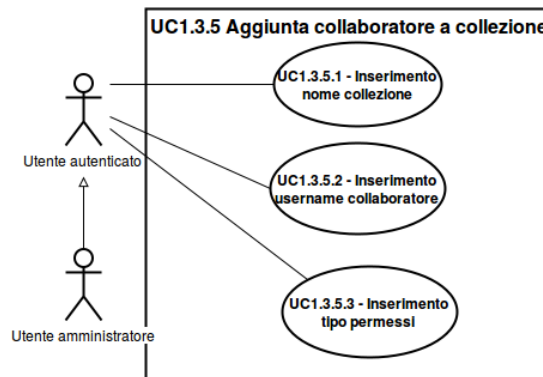 UC1.3.5 Aggiunta collaboratore a collezione
UC1.3.5.1 - Inserimento
nome collezione
Utente autenticato
UC1.3.5.2 - Inserimento
username collaboratore
UC1.3.5.3 - Inserimento
tipo permessi
Utente amministratore